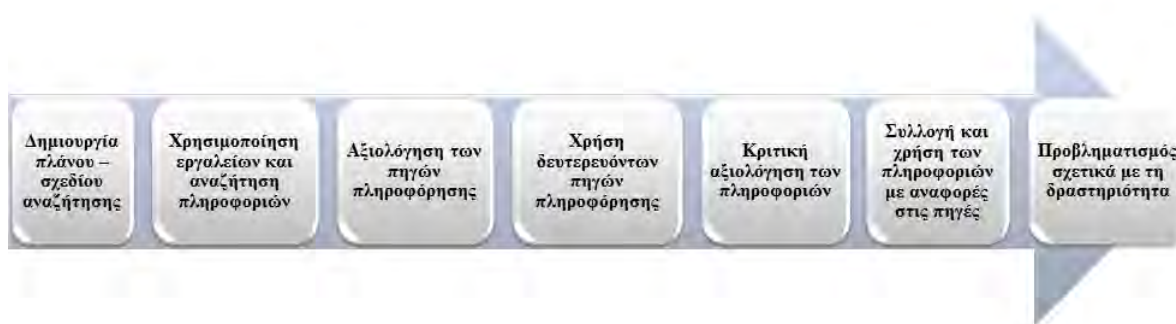 Δημιουργία
πλάνου –
σχεδίου
αναζήτησης
Χρησιμοποίηση
εργαλείων και
αναζήτηση
πληροφοριών
Αξιολόγηση των
πηγών
πληροφόρησης
Χρήση
δευτερευόντων
πηγών
πληροφόρησης
Κριτική
αξιολόγηση των
πληροφοριών
Συλλογή και
χρήση των
πληροφοριών
με αναφορές
στις πηγές
Προβληματισμός
σχετικά με τη
δραστηριότητα